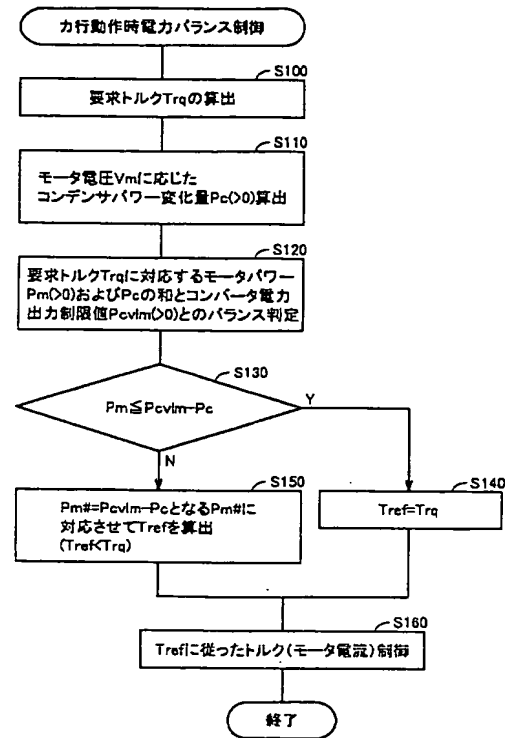 力行動作時電力バランス制御
S100
要求トルクTrqの算出
S110
モータ電圧Vmに応じた
コンデンサパワー変化量Pc(>0)算出
S120
要求トルクTrqに対応するモータパワー
Pm(>0)およびPcの和とコンバータ電力
出力制限値Pcvlm(>0)とのバランス判定
S130
Pm≦Pcvlm-Pc
Y
N
S150
Pm#=Pcvlm-PcとなるPm#に
対応させてTrefを算出
(Tref<Trq)
S140
Tref=Trq
S160
Trefに従ったトルク(モータ電流)制御
終了